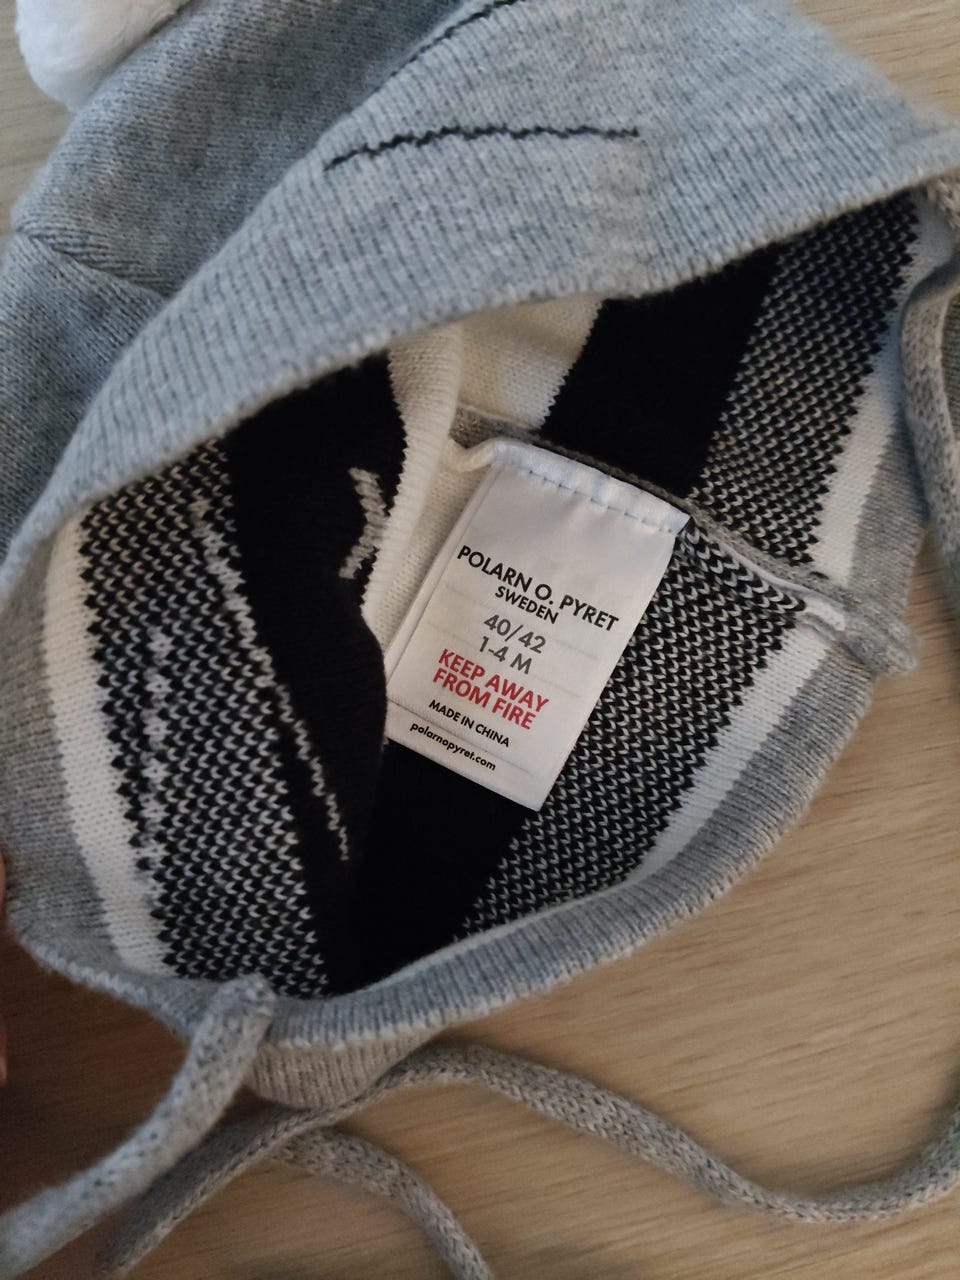 POLARN O. PYRET
SWEDEN
40/42
1-4 M
KEEP AWAY
FROM FIRE
MADE IN CHINA
polarnopyret.com